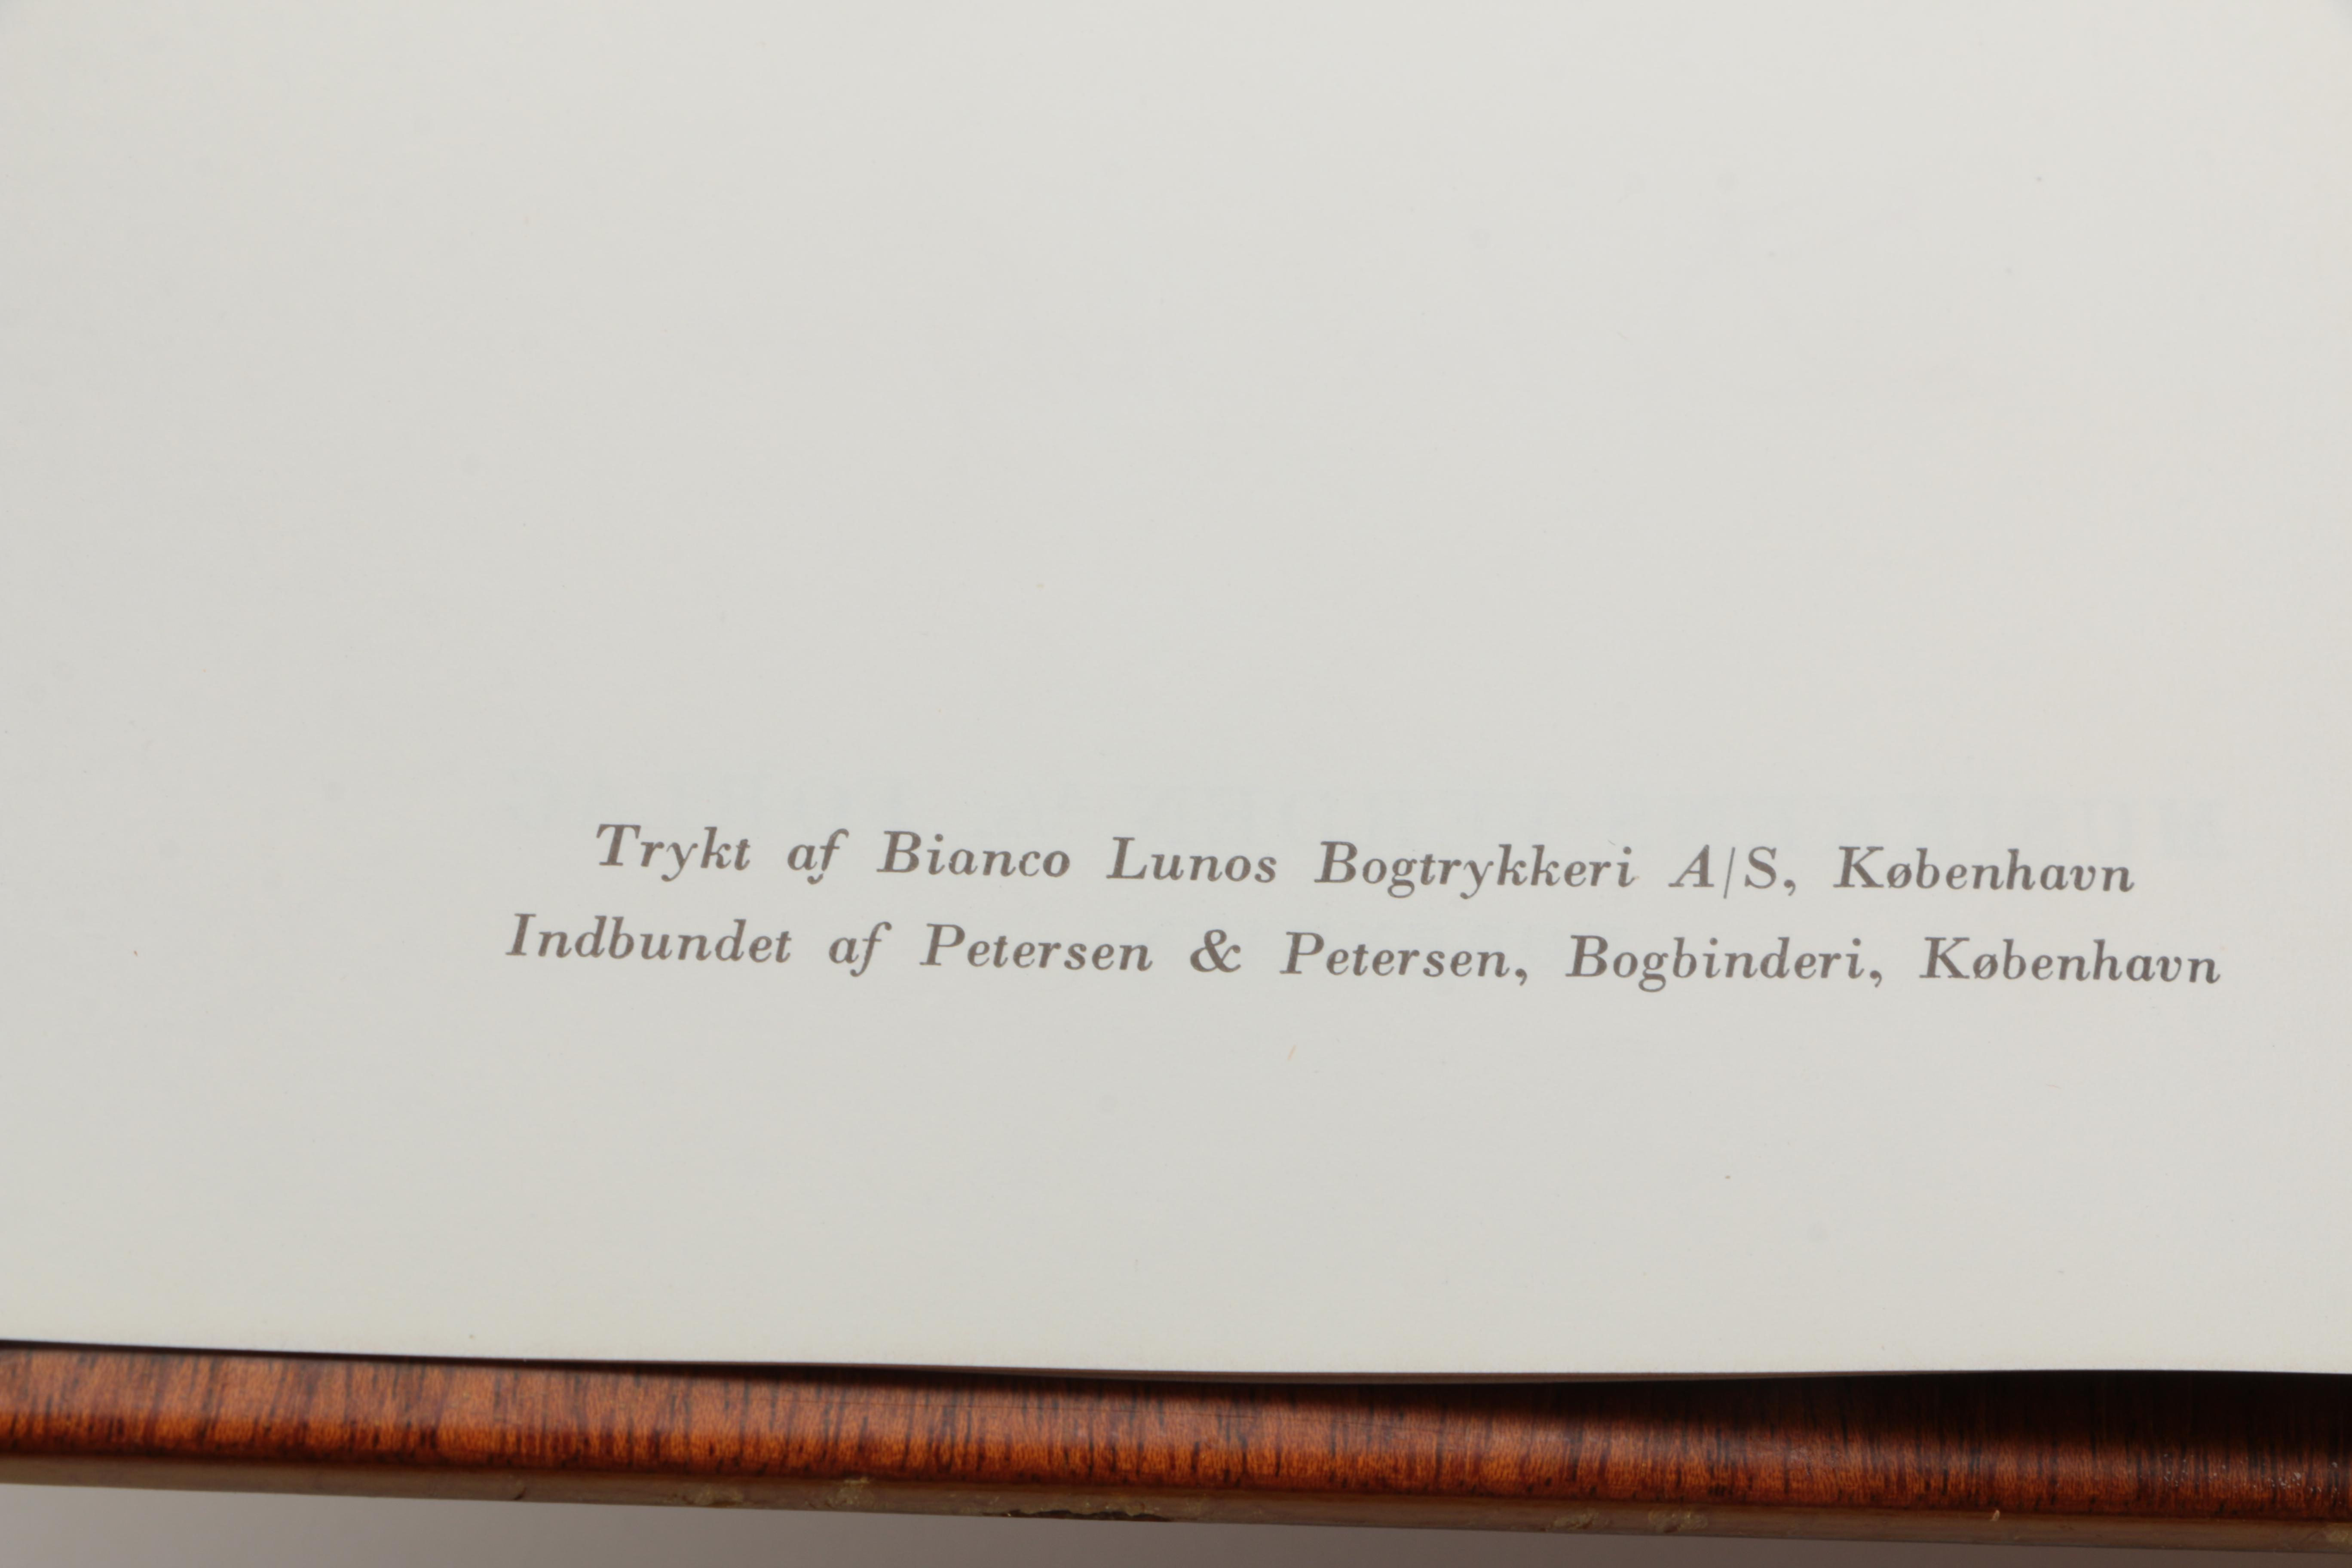 Trykt af Bianco Lunos Bogtrykkeri A/S, København
Indbundet af Petersen & Petersen, Bogbinderi, København